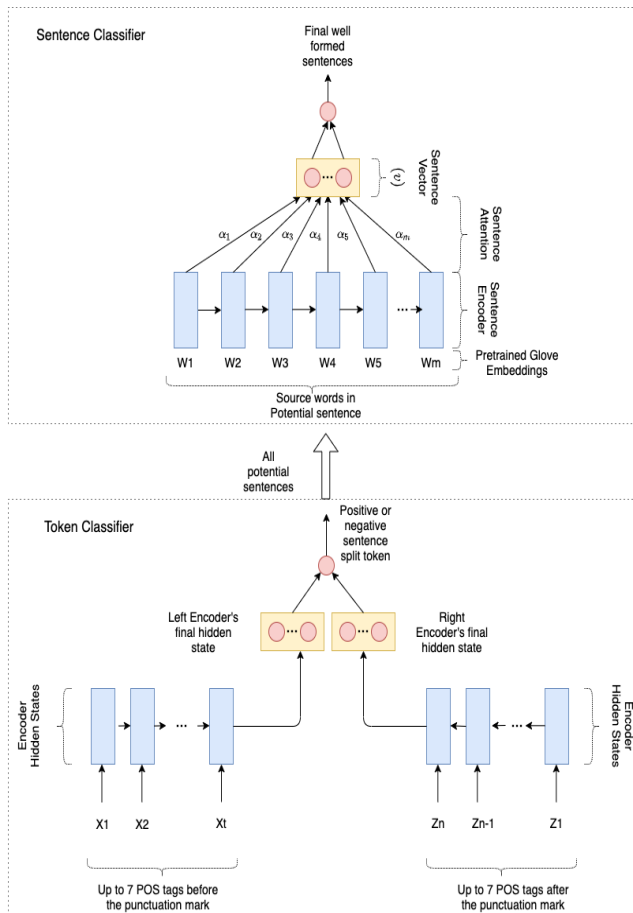 Sentence Classifier
Final well
formed
sentences
...
Sentence
Vector
(v)
α1
α2
α3
α4
α5
αm
Sentence
Attention
...
Sentence
Encoder
W1
W2
W3
W4
W5
Wm
Pretrained Glove
Embeddings
Source words in
Potential sentence
All
potential
sentences
Token Classifier
Positive or
negative
sentence
split token
Left Encoder's
final hidden
state
...
...
Right
Encoder's final
hidden state
Encoder
Hidden States
...
...
Encoder
Hidden States
X1
X2
Xt
Zn
Zn-1
Z1
Up to 7 POS tags before
the punctuation mark
Up to 7 POS tags after
the punctuation mark